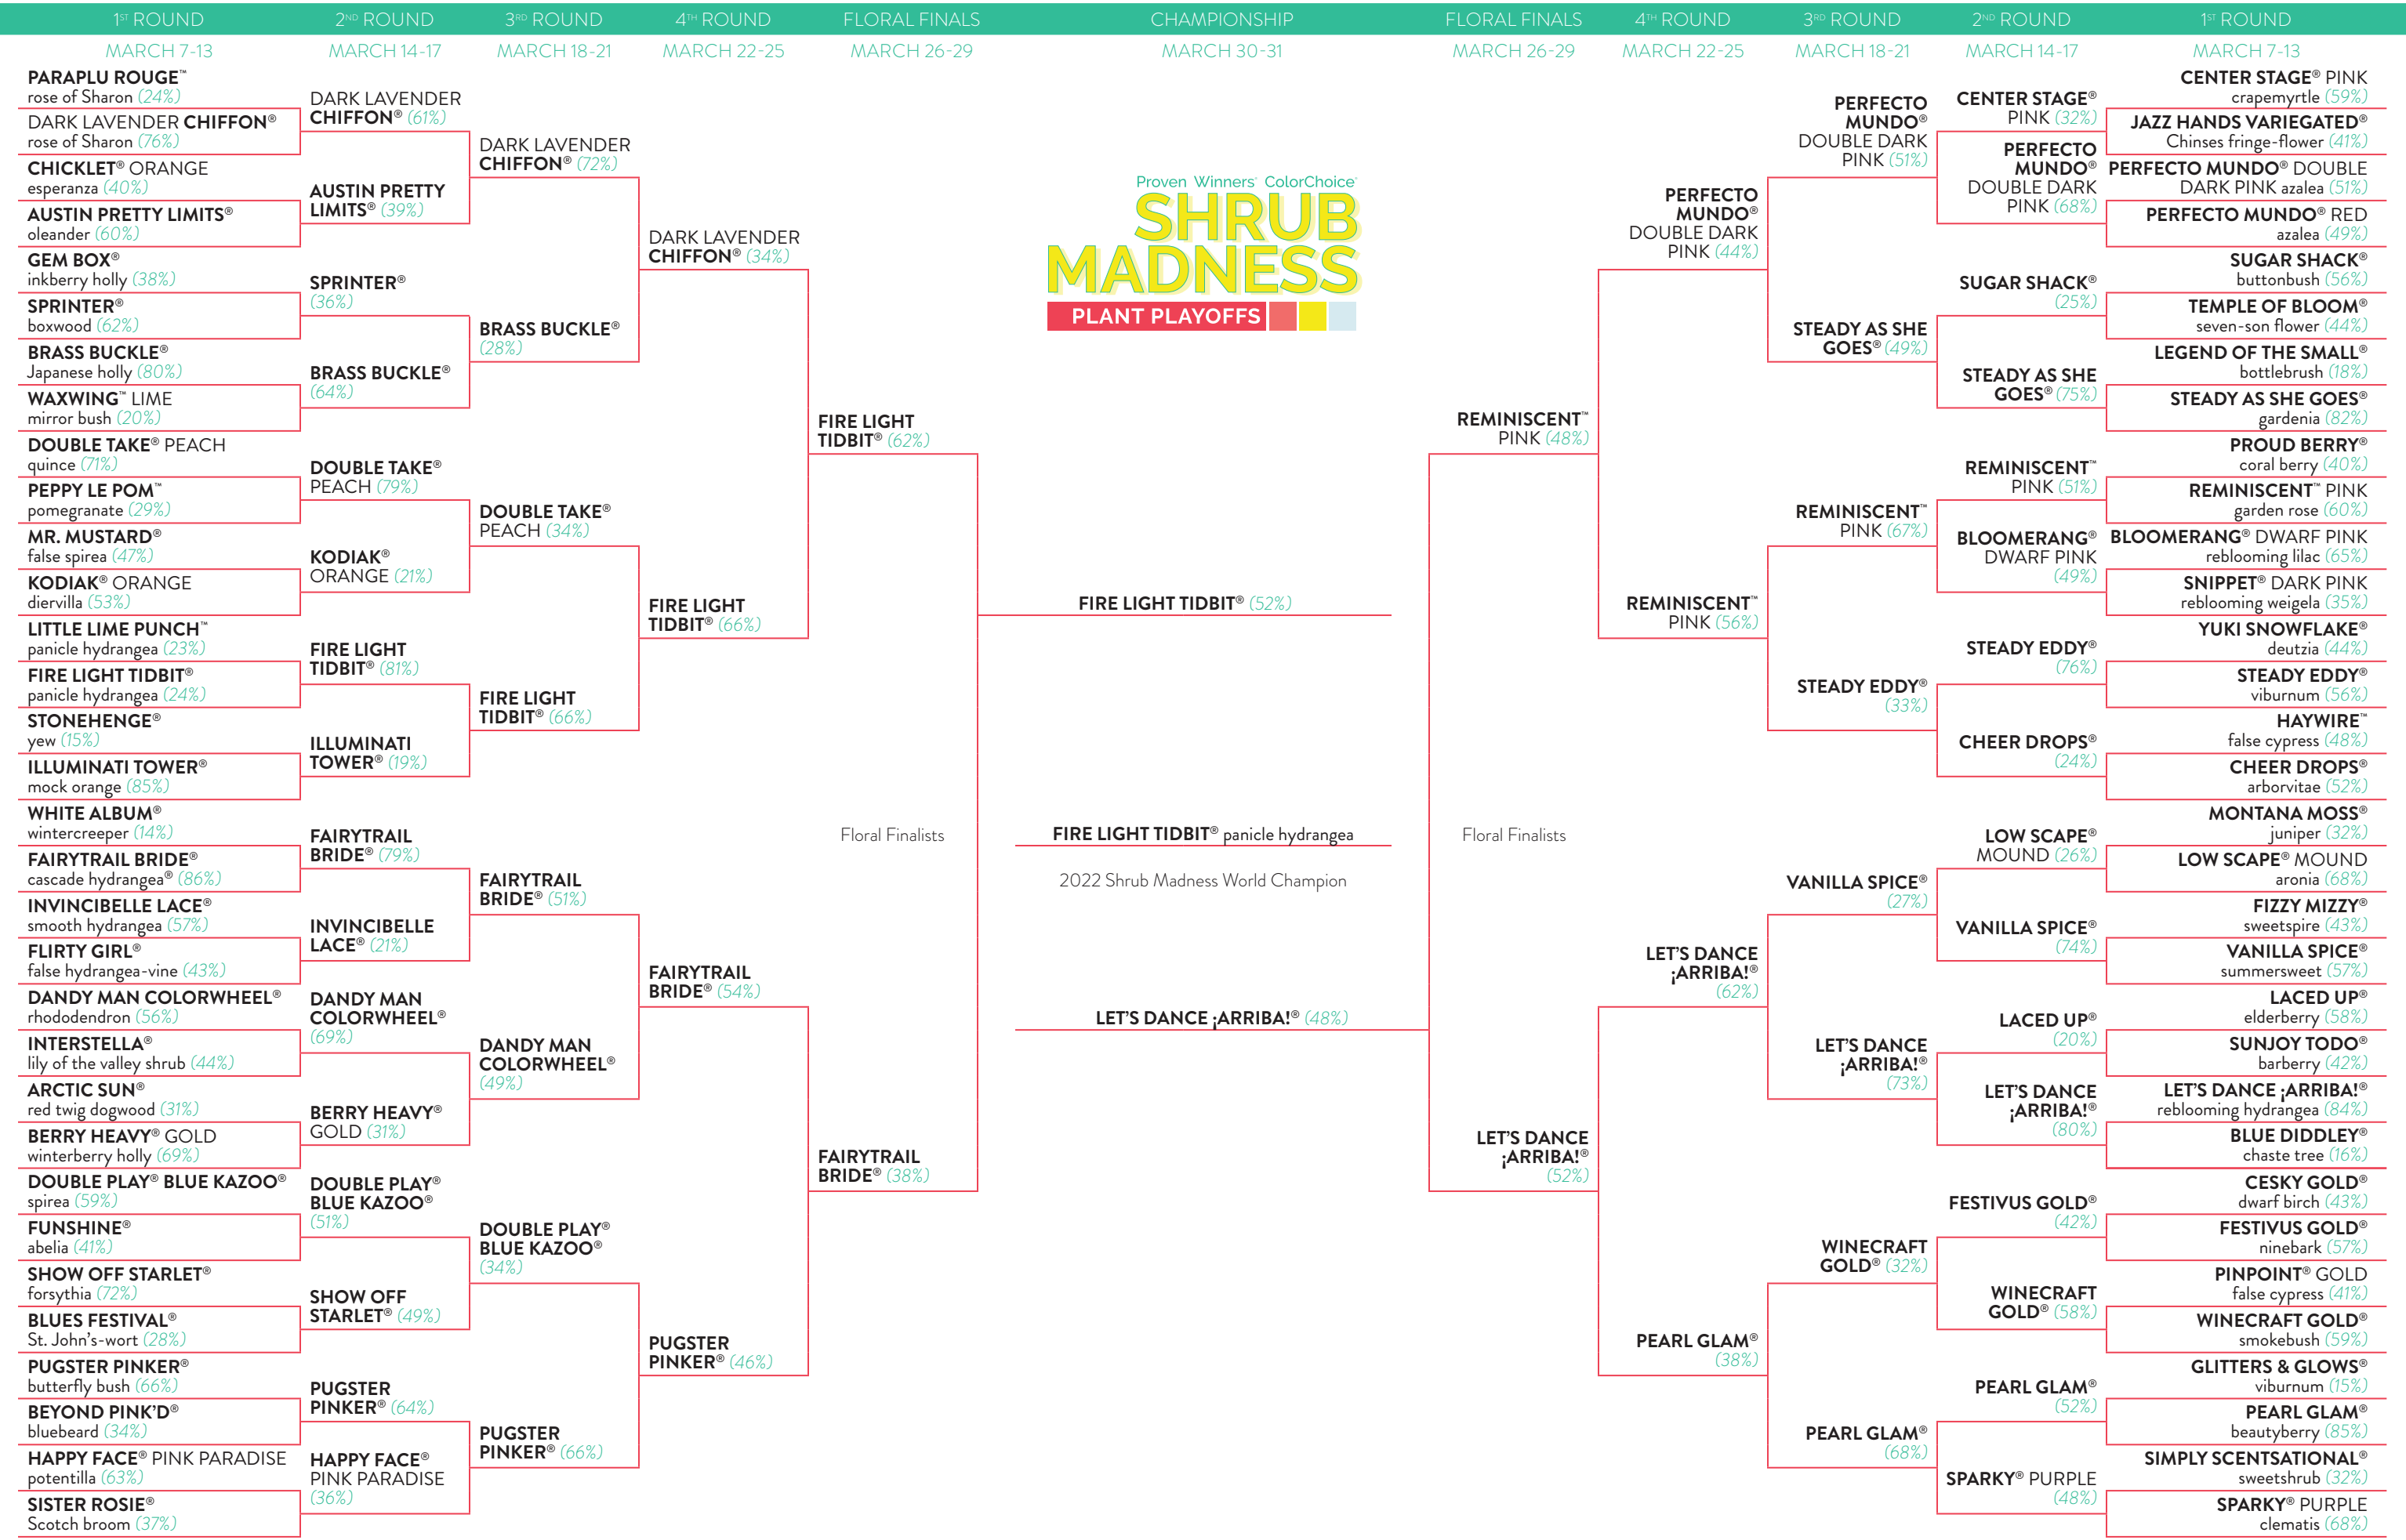 1ST ROUND
2ND ROUND
3RD ROUND
4TH ROUND
FLORAL FINALS
CHAMPIONSHIP
FLORAL FINALS
4TH ROUND
3RD ROUND
2ND ROUND
1ST ROUND
MARCH 7-13
MARCH 14-17
MARCH 18-21
MARCH 22-25
MARCH 26-29
MARCH 30-31
MARCH 26-29
MARCH 22-25
MARCH 18-21
MARCH 14-17
MARCH 7-13
PARAPLU ROUGE™
rose of Sharon (24%)
DARK LAVENDER CHIFFON®
rose of Sharon (76%)
CHICKLET® ORANGE
esperanza (40%)
AUSTIN PRETTY LIMITS®
oleander (60%)
GEM BOX®
inkberry holly (38%)
SPRINTER®
boxwood (62%)
BRASS BUCKLE®
Japanese holly (80%)
WAXWING™ LIME
mirror bush (20%)
DOUBLE TAKE® PEACH
quince (71%)
PEPPY LE POM™
pomegranate (29%)
MR. MUSTARD®
false spirea (47%)
KODIAK® ORANGE
diervilla (53%)
LITTLE LIME PUNCH™
panicle hydrangea (23%)
FIRE LIGHT TIDBIT®
panicle hydrangea (24%)
STONEHENGE®
yew (15%)
ILLUMINATI TOWER®
mock orange (85%)
WHITE ALBUM®
wintercreeper (14%)
FAIRYTRAIL BRIDE®
cascade hydrangea® (86%)
INVINCIBELLE LACE®
smooth hydrangea (57%)
FLIRTY GIRL®
false hydrangea-vine (43%)
DANDY MAN COLORWHEEL®
rhododendron (56%)
INTERSTELLA®
lily of the valley shrub (44%)
ARCTIC SUN®
red twig dogwood (31%)
BERRY HEAVY® GOLD
winterberry holly (69%)
DOUBLE PLAY® BLUE KAZOO®
spirea (59%)
FUNSHINE®
abelia (41%)
SHOW OFF STARLET®
forsythia (72%)
BLUES FESTIVAL®
St. John's-wort (28%)
PUGSTER PINKER®
butterfly bush (66%)
BEYOND PINK'D®
bluebeard (34%)
HAPPY FACE® PINK PARADISE
potentilla (63%)
SISTER ROSIE®
Scotch broom (37%)
DARK LAVENDER
CHIFFON® (61%)
AUSTIN PRETTY
LIMITS® (39%)
SPRINTER®
(36%)
BRASS BUCKLE®
(64%)
DOUBLE TAKE®
PEACH (79%)
KODIAK®
ORANGE (21%)
FIRE LIGHT
TIDBIT® (81%)
ILLUMINATI
TOWER® (19%)
FAIRYTRAIL
BRIDE® (79%)
INVINCIBELLE
LACE® (21%)
DANDY MAN
COLORWHEEL®
(69%)
BERRY HEAVY®
GOLD (31%)
DOUBLE PLAY®
BLUE KAZOO®
(51%)
SHOW OFF
STARLET® (49%)
PUGSTER
PINKER® (64%)
HAPPY FACE®
PINK PARADISE
(36%)
DARK LAVENDER
CHIFFON® (72%)
BRASS BUCKLE®
(28%)
DOUBLE TAKE®
PEACH (34%)
FIRE LIGHT
TIDBIT® (66%)
FAIRYTRAIL
BRIDE® (51%)
DANDY MAN
COLORWHEEL®
(49%)
DOUBLE PLAY®
BLUE KAZOO®
(34%)
PUGSTER
PINKER® (66%)
DARK LAVENDER
CHIFFON® (34%)
FIRE LIGHT
TIDBIT® (66%)
FAIRYTRAIL
BRIDE® (54%)
PUGSTER
PINKER® (46%)
FIRE LIGHT
TIDBIT® (62%)
Floral Finalists
FAIRYTRAIL
BRIDE® (38%)
Proven Winners® ColorChoice®
SHRUB
MADNESS
PLANT PLAYOFFS
FIRE LIGHT TIDBIT® (52%)
FIRE LIGHT TIDBIT® panicle hydrangea
2022 Shrub Madness World Champion
LET'S DANCE ¡ARRIBA!® (48%)
REMINISCENT™
PINK (48%)
Floral Finalists
LET'S DANCE
¡ARRIBA!®
(52%)
PERFECTO
MUNDO®
DOUBLE DARK
PINK (44%)
REMINISCENT™
PINK (56%)
LET'S DANCE
¡ARRIBA!®
(62%)
PEARL GLAM®
(38%)
PERFECTO
MUNDO®
DOUBLE DARK
PINK (51%)
STEADY AS SHE
GOES® (49%)
REMINISCENT™
PINK (67%)
STEADY EDDY®
(33%)
VANILLA SPICE®
(27%)
LET'S DANCE
¡ARRIBA!®
(73%)
WINECRAFT
GOLD® (32%)
PEARL GLAM®
(68%)
CENTER STAGE®
PINK (32%)
PERFECTO
MUNDO®
DOUBLE DARK
PINK (68%)
SUGAR SHACK®
(25%)
STEADY AS SHE
GOES® (75%)
REMINISCENT™
PINK (51%)
BLOOMERANG®
DWARF PINK
(49%)
STEADY EDDY®
(76%)
CHEER DROPS®
(24%)
LOW SCAPE®
MOUND (26%)
VANILLA SPICE®
(74%)
LACED UP®
(20%)
LET'S DANCE
¡ARRIBA!®
(80%)
FESTIVUS GOLD®
(42%)
WINECRAFT
GOLD® (58%)
PEARL GLAM®
(52%)
SPARKY® PURPLE
(48%)
CENTER STAGE® PINK
crapemyrtle (59%)
JAZZ HANDS VARIEGATED®
Chinses fringe-flower (41%)
PERFECTO MUNDO® DOUBLE
DARK PINK azalea (51%)
PERFECTO MUNDO® RED
azalea (49%)
SUGAR SHACK®
buttonbush (56%)
TEMPLE OF BLOOM®
seven-son flower (44%)
LEGEND OF THE SMALL®
bottlebrush (18%)
STEADY AS SHE GOES®
gardenia (82%)
PROUD BERRY®
coral berry (40%)
REMINISCENT™ PINK
garden rose (60%)
BLOOMERANG® DWARF PINK
reblooming lilac (65%)
SNIPPET® DARK PINK
reblooming weigela (35%)
YUKI SNOWFLAKE®
deutzia (44%)
STEADY EDDY®
viburnum (56%)
HAYWIRE™
false cypress (48%)
CHEER DROPS®
arborvitae (52%)
MONTANA MOSS®
juniper (32%)
LOW SCAPE® MOUND
aronia (68%)
FIZZY MIZZY®
sweetspire (43%)
VANILLA SPICE®
summersweet (57%)
LACED UP®
elderberry (58%)
SUNJOY TODO®
barberry (42%)
LET'S DANCE ¡ARRIBA!®
reblooming hydrangea (84%)
BLUE DIDDLEY®
chaste tree (16%)
CESKY GOLD®
dwarf birch (43%)
FESTIVUS GOLD®
ninebark (57%)
PINPOINT® GOLD
false cypress (41%)
WINECRAFT GOLD®
smokebush (59%)
GLITTERS & GLOWS®
viburnum (15%)
PEARL GLAM®
beautyberry (85%)
SIMPLY SCENTSATIONAL®
sweetshrub (32%)
SPARKY® PURPLE
clematis (68%)